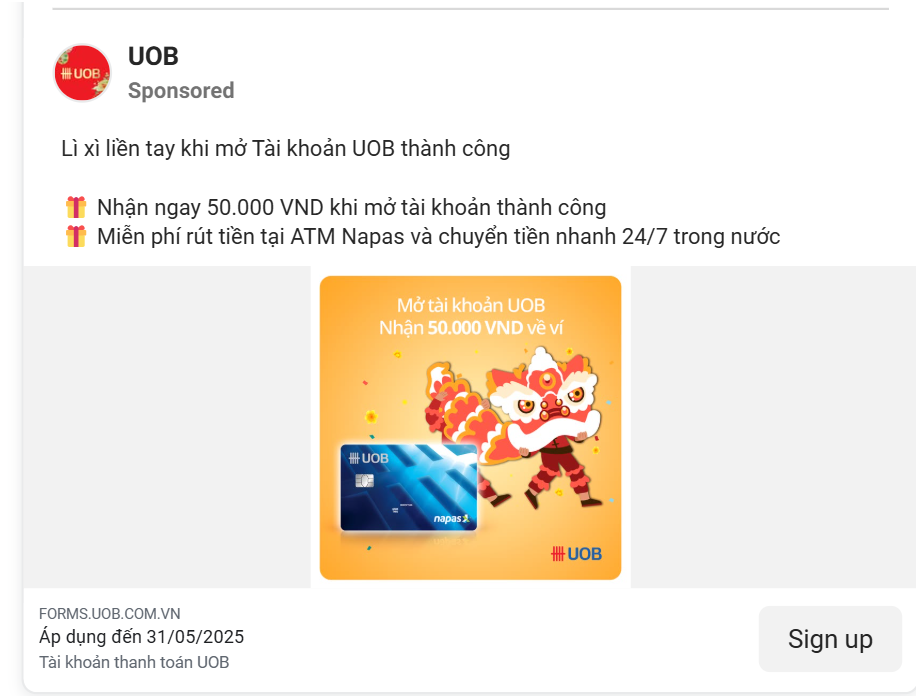 UOB
UOB
Sponsored
Lì xì liền tay khi mở Tài khoản UOB thành công
Nhận ngay 50.000 VND khi mở tài khoản thành công
Miễn phí rút tiền tại ATM Napas và chuyển tiền nhanh 24/7 trong nước
Mở tài khoản UOB
Nhận 50.000 VND về ví
UOB
napas
UOB
FORMS.UOB.COM.VN
Áp dụng đến 31/05/2025
Tài khoản thanh toán UOB
Sign up